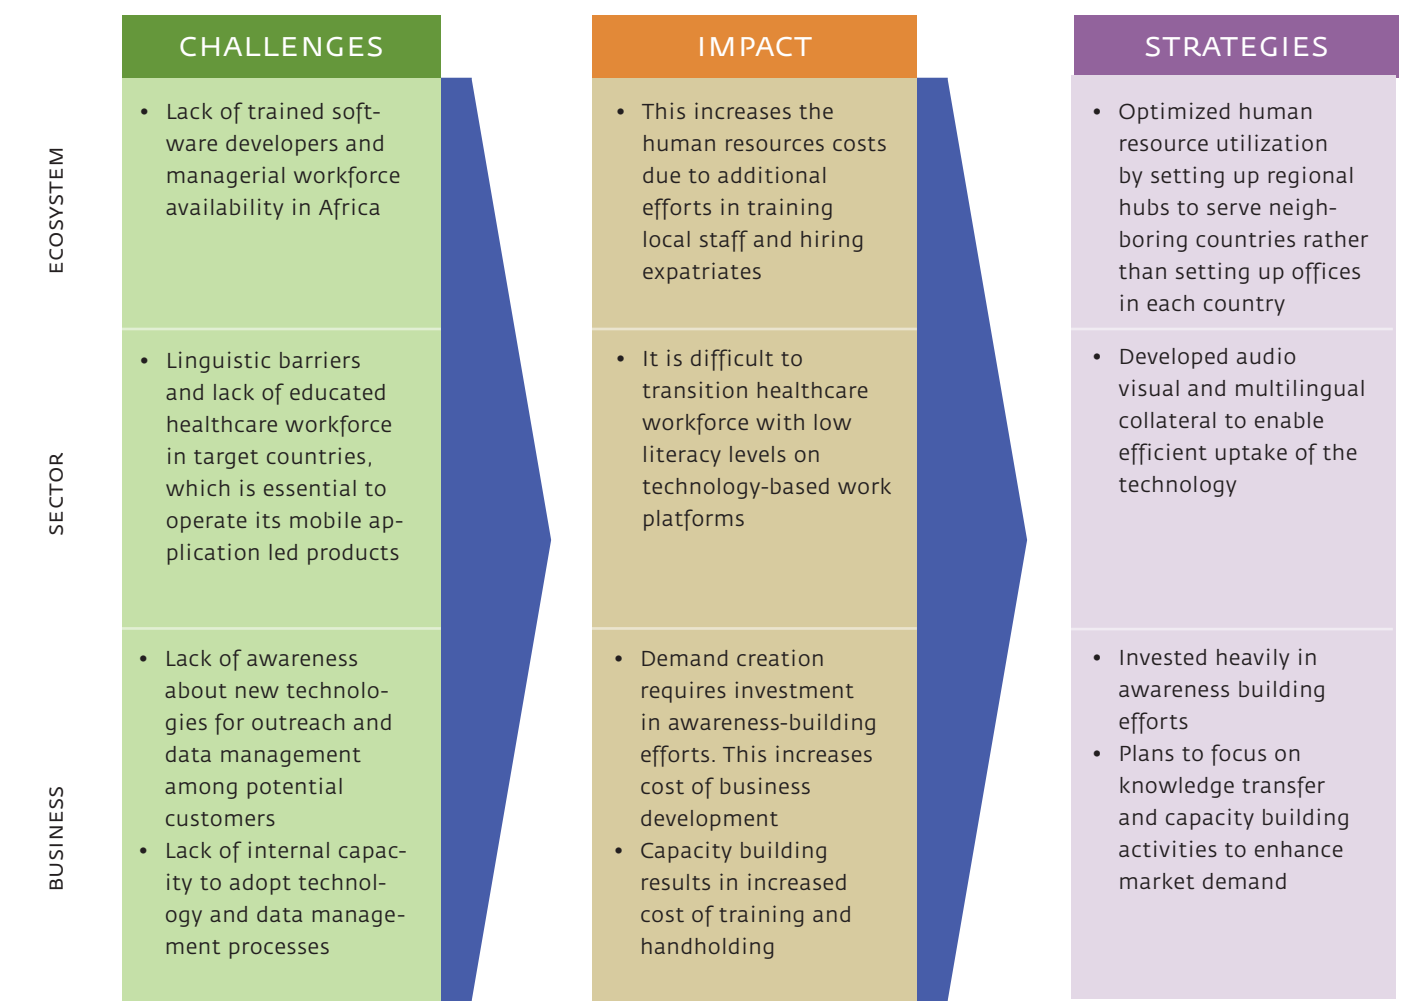 CHALLENGES
IMPACT
STRATEGIES
ECOSYSTEM
• Lack of trained soft-
ware developers and
managerial workforce
availability in Africa
• This increases the
human resources costs
due to additional
efforts in training
local staff and hiring
expatriates
• Optimized human
resource utilization
by setting up regional
hubs to serve neigh-
boring countries rather
than setting up offices
in each country
SECTOR
• Linguistic barriers
and lack of educated
healthcare workforce
in target countries,
which is essential to
operate its mobile ap-
plication led products
• It is difficult to
transition healthcare
workforce with low
literacy levels on
technology-based work
platforms
• Developed audio
visual and multilingual
collateral to enable
efficient uptake of the
technology
BUSINESS
• Lack of awareness
about new technolo-
gies for outreach and
data management
among potential
customers
• Lack of internal capac-
ity to adopt technol-
ogy and data manage-
ment processes
• Demand creation
requires investment
in awareness-building
efforts. This increases
cost of business
development
• Capacity building
results in increased
cost of training and
handholding
• Invested heavily in
awareness building
efforts
• Plans to focus on
knowledge transfer
and capacity building
activities to enhance
market demand